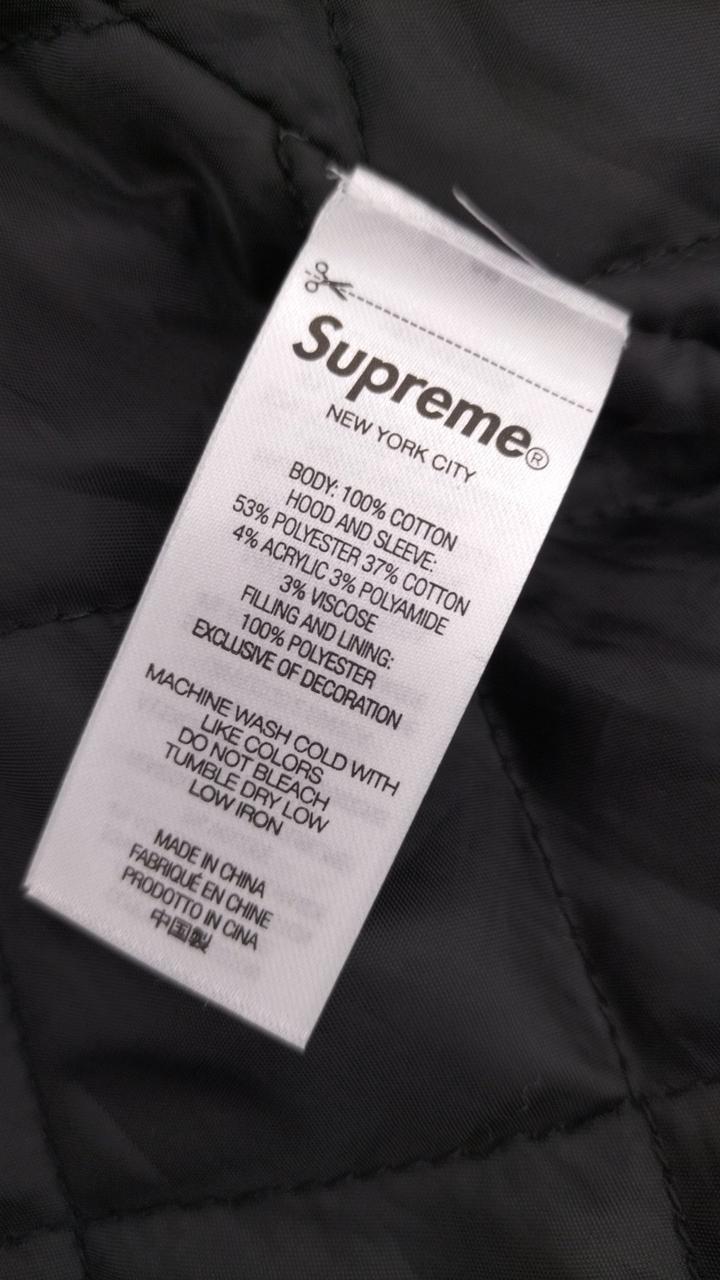 Supreme®
NEW YORK CITY
BODY: 100% COTTON
HOOD AND SLEEVE:
53% POLYESTER 37% COTTON
4% ACRYLIC 3% POLYAMIDE
3% VISCOSE
FILLING AND LINING:
100% POLYESTER
EXCLUSIVE OF DECORATION
MACHINE WASH COLD WITH
LIKE COLORS
DO NOT BLEACH
TUMBLE DRY LOW
LOW IRON
MADE IN CHINA
FABRIQUÉ EN CHINE
PRODOTTO IN CINA
中国製